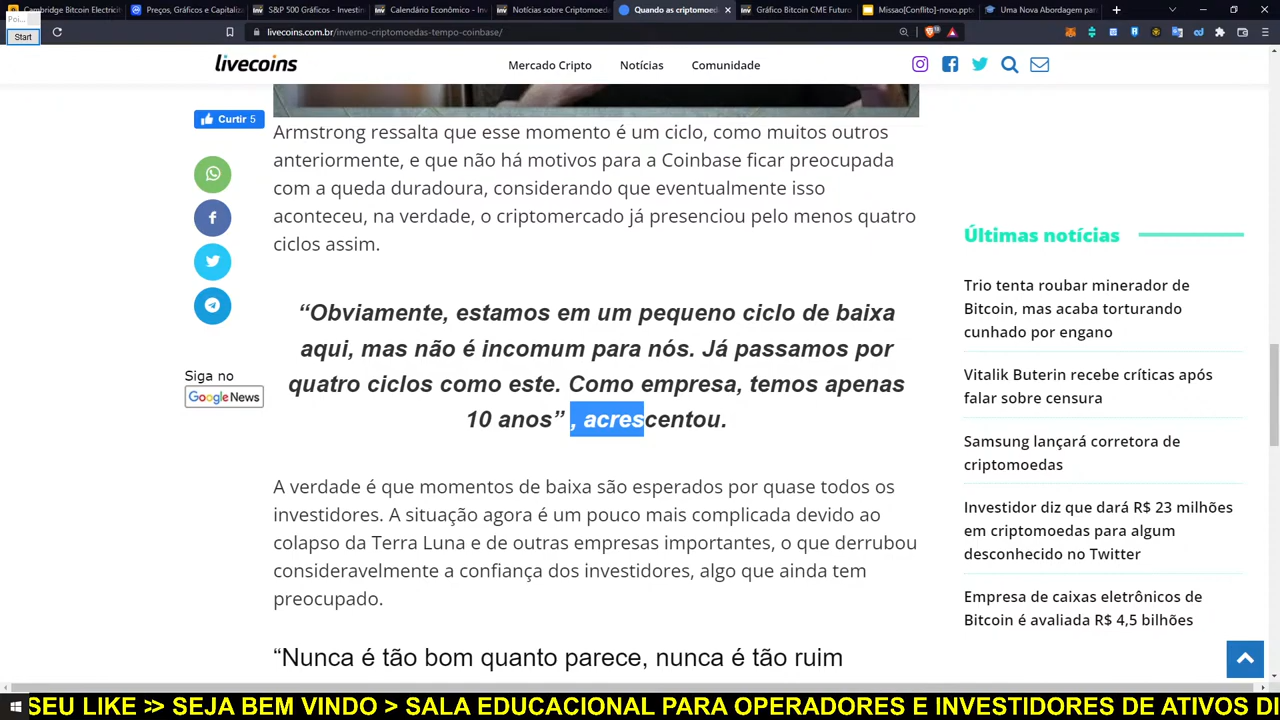 Cambridge Bitcoin Electricit
Preços, Gráficos e Capitaliza
S&P 500 Gráficos - Investin
Calendário Econômico - Inv
Notícias sobre Criptomoed
Quando as criptomoed
Gráfico Bitcoin CME Futuro
Missao[Conflito]-novo.ppt
Uma Nova Abordagem pa
Poi...
Start
livecoins.com.br/inverno-criptomoedas-tempo-coinbase/
livecoins
Mercado Cripto
Notícias
Comunidade
Curtir 5
Armstrong ressalta que esse momento é um ciclo, como muitos outros
anteriormente, e que não há motivos para a Coinbase ficar preocupada
com a queda duradoura, considerando que eventualmente isso
aconteceu, na verdade, o criptomercado já presenciou pelo menos quatro
ciclos assim.
“Obviamente, estamos em um pequeno ciclo de baixa
aqui, mas não é incomum para nós. Já passamos por
quatro ciclos como este. Como empresa, temos apenas
10 anos” , acrescentou.
Siga no
Google News
A verdade é que momentos de baixa são esperados por quase todos os
investidores. A situação agora é um pouco mais complicada devido ao
colapso da Terra Luna e de outras empresas importantes, o que derrubou
consideravelmente a confiança dos investidores, algo que ainda tem
preocupado.
“Nunca é tão bom quanto parece, nunca é tão ruim
Últimas notícias
Trio tenta roubar minerador de
Bitcoin, mas acaba torturando
cunhado por engano
Vitalik Buterin recebe críticas após
falar sobre censura
Samsung lançará corretora de
criptomoedas
Investidor diz que dará R$ 23 milhões
em criptomoedas para algum
desconhecido no Twitter
Empresa de caixas eletrônicos de
Bitcoin é avaliada R$ 4,5 bilhões
SEU LIKE >> SEJA BEM VINDO > SALA EDUCACIONAL PARA OPERADORES E INVESTIDORES DE ATIVOS DI